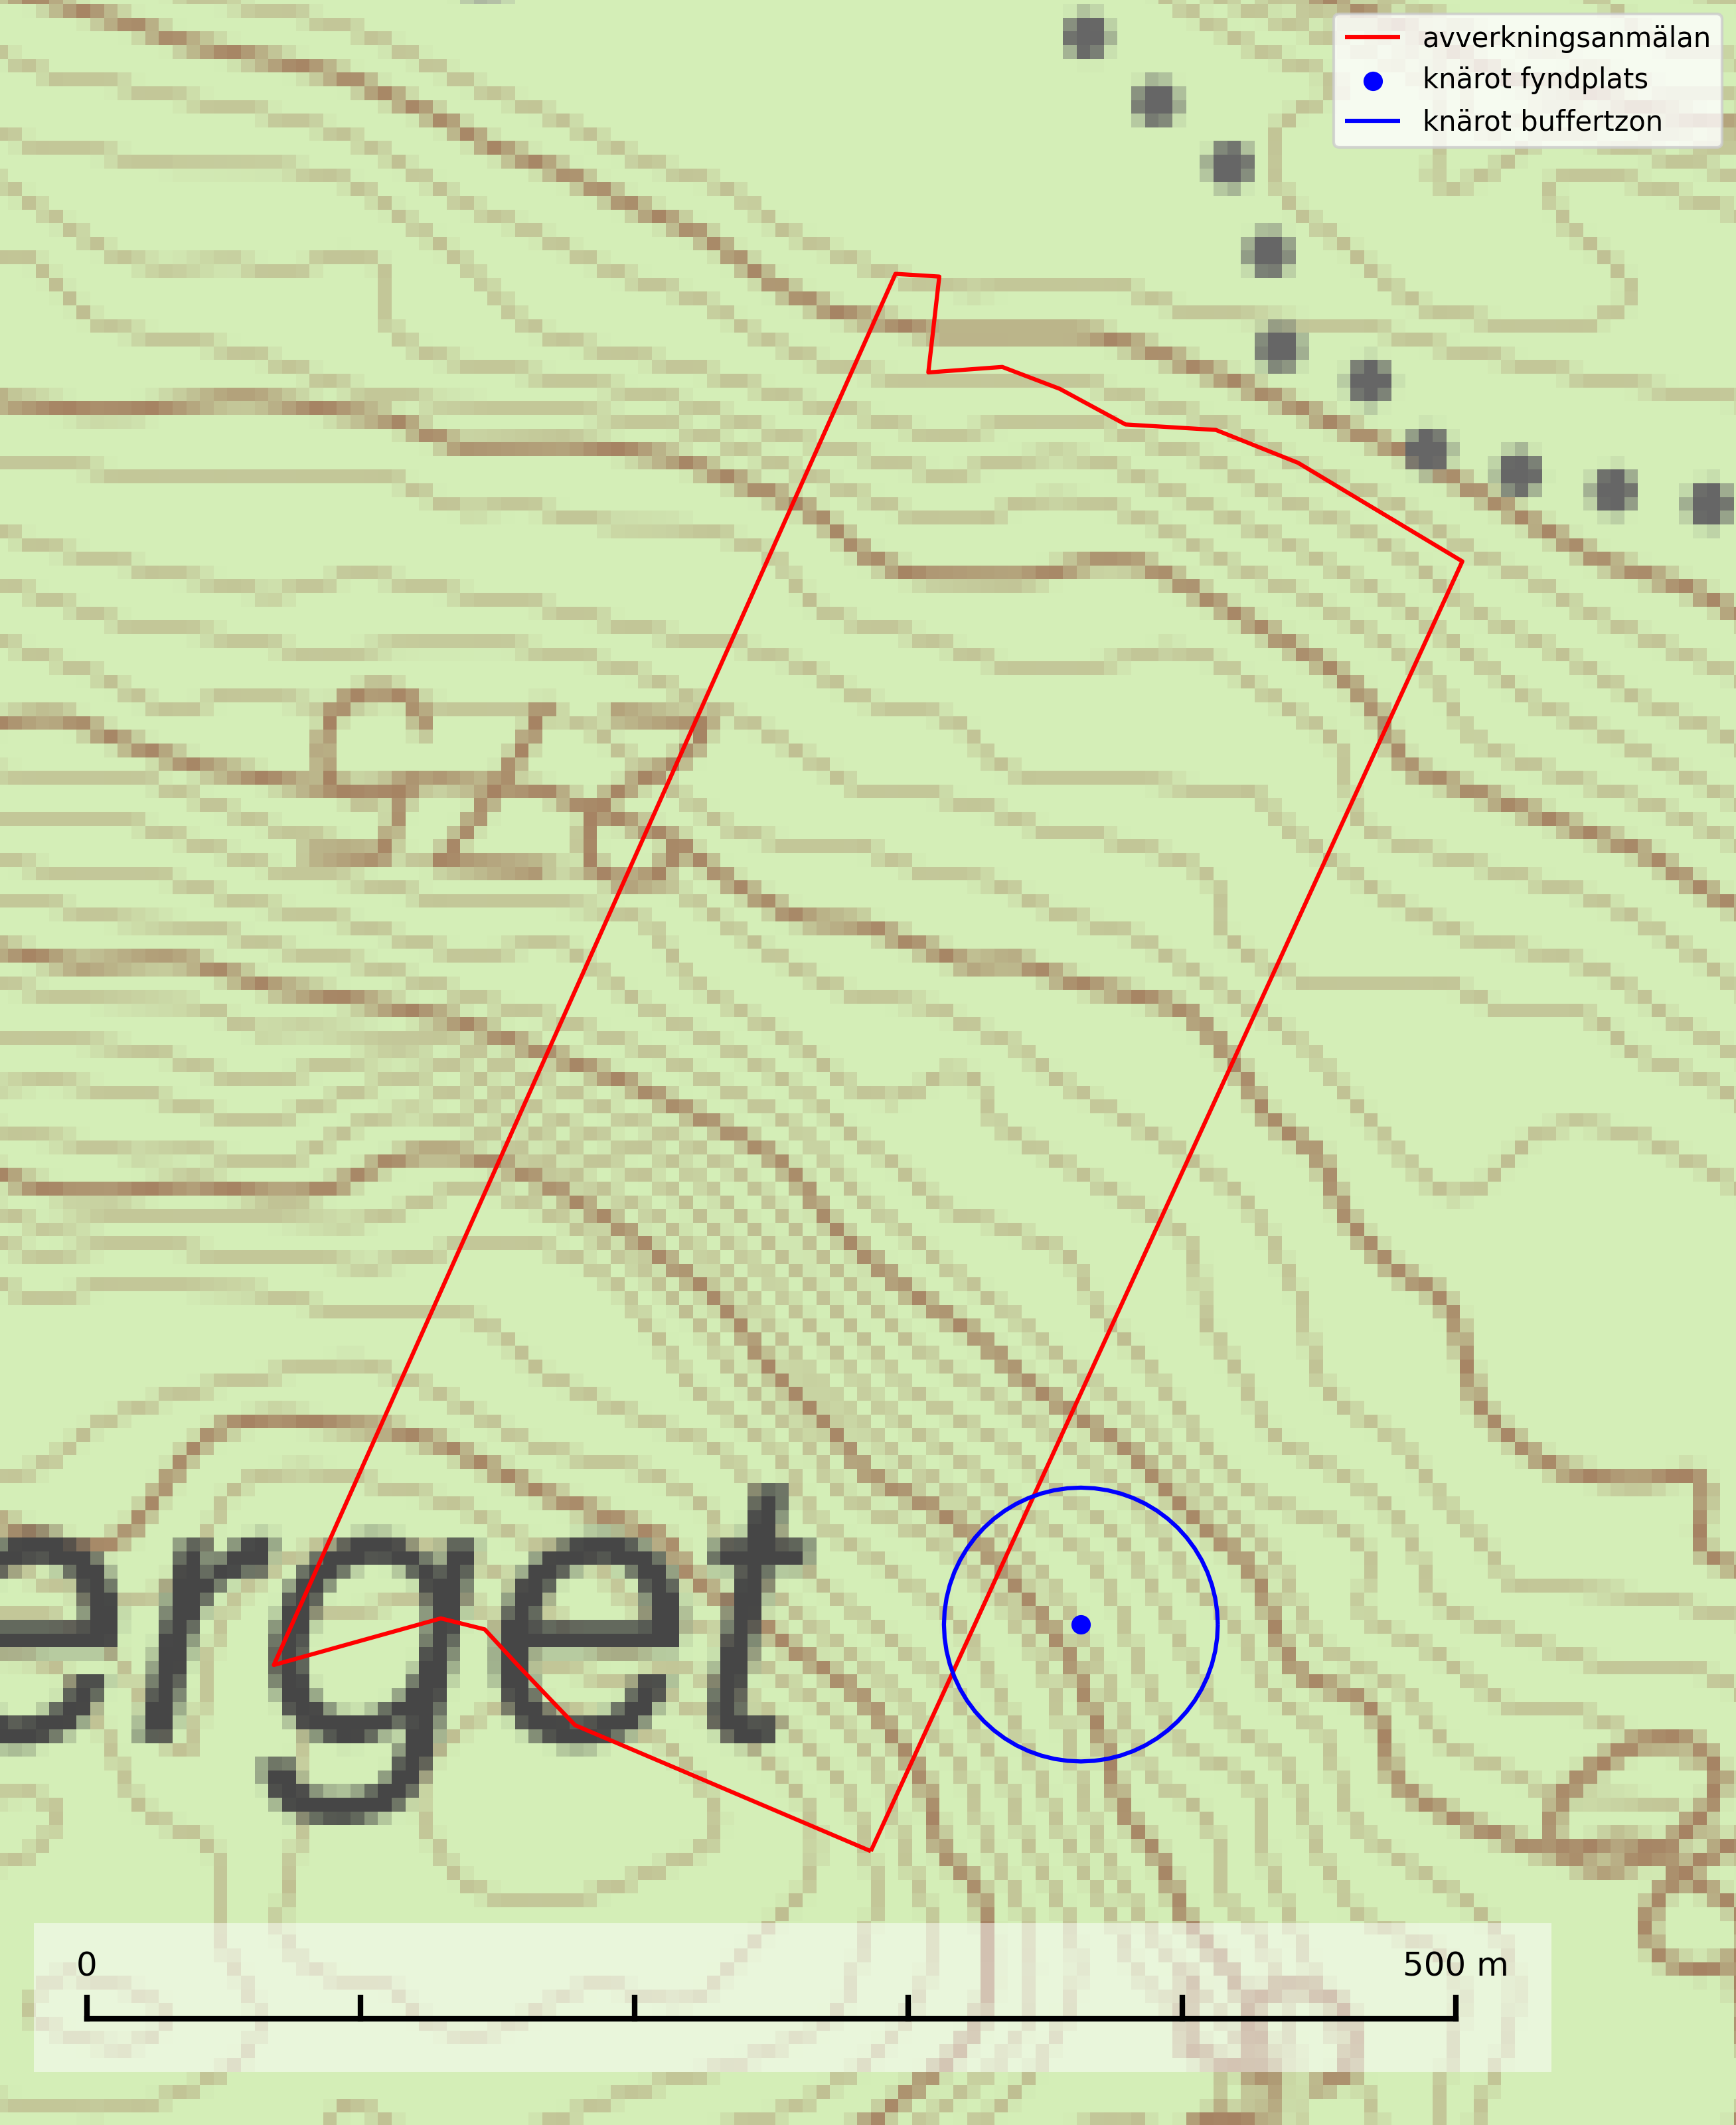 avverkningsanmälan
knärot fyndplats
knärot buffertzon
erget
0 500 m